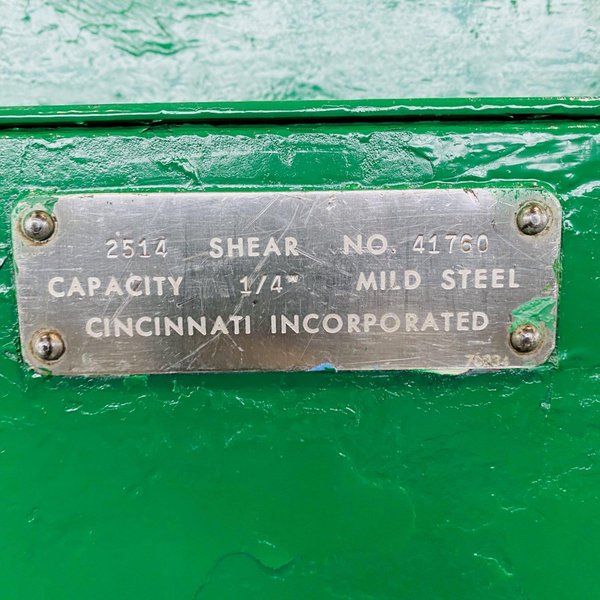 2514 SHEAR NO. 41760
CAPACITY 1/4" MILD STEEL
CINCINNATI INCORPORATED